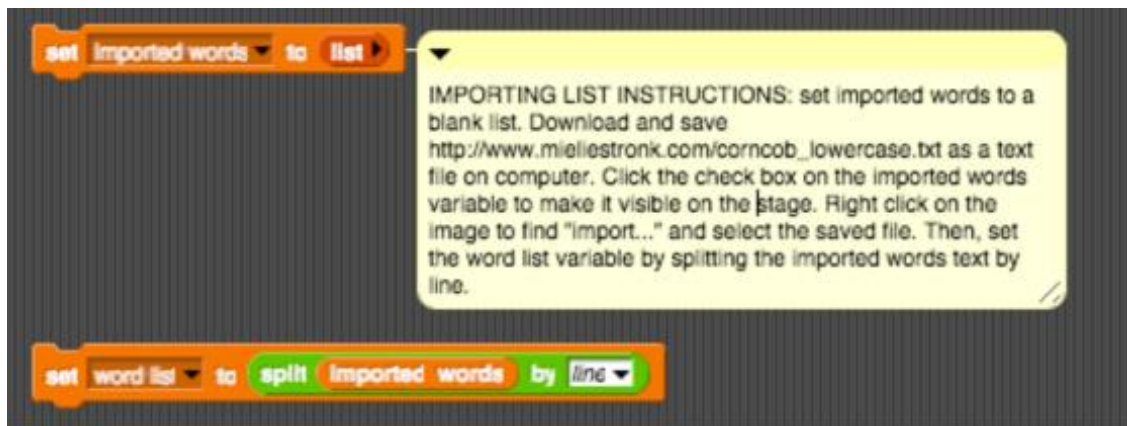 set imported words to list
IMPORTING LIST INSTRUCTIONS: set imported words to a
blank list. Download and save
http://www.mieliestronk.com/corncob_lowercase.txt as a text
file on computer. Click the check box on the imported words
variable to make it visible on the stage. Right click on the
image to find "import..." and select the saved file. Then, set
the word list variable by splitting the imported words text by
line.
set word list to split imported words by line